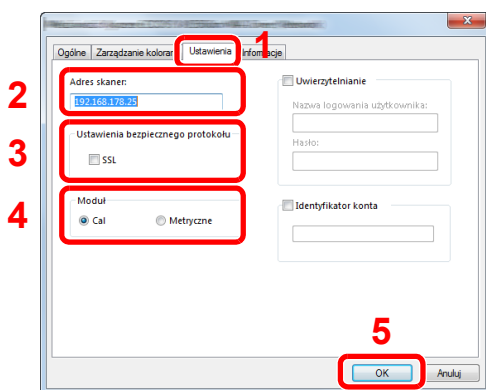 1
Ogólne Zarządzanie kolorami Ustawienia Informacje
2
Adres skaner:
192.168.178.25
Uwierzytelnianie
Nazwa logowania użytkownika:
Hasło:
3
Ustawienia bezpiecznego protokołu
SSL
4
Moduł
Cal Metryczne
Identyfikator konta
5
OK Anuluj